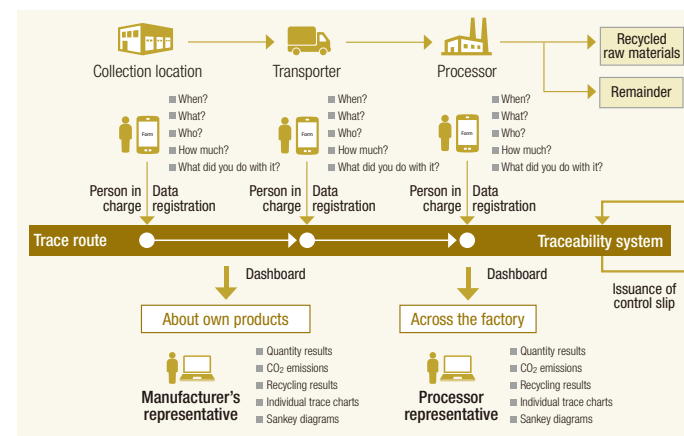 Collection location
Transporter
Processor
Recycled
raw materials
Remainder
Form
When?
What?
Who?
How much?
What did you do with it?
Form
When?
What?
Who?
How much?
What did you do with it?
Form
When?
What?
Who?
How much?
What did you do with it?
Person in
charge
Data
registration
Person in
charge
Data
registration
Person in
charge
Data
registration
Trace route
Traceability system
Dashboard
Dashboard
Issuance of
control slip
About own products
Across the factory
Manufacturer's
representative
Quantity results
CO₂ emissions
Recycling results
Individual trace charts
Sankey diagrams
Processor
representative
Quantity results
CO₂ emissions
Recycling results
Individual trace charts
Sankey diagrams